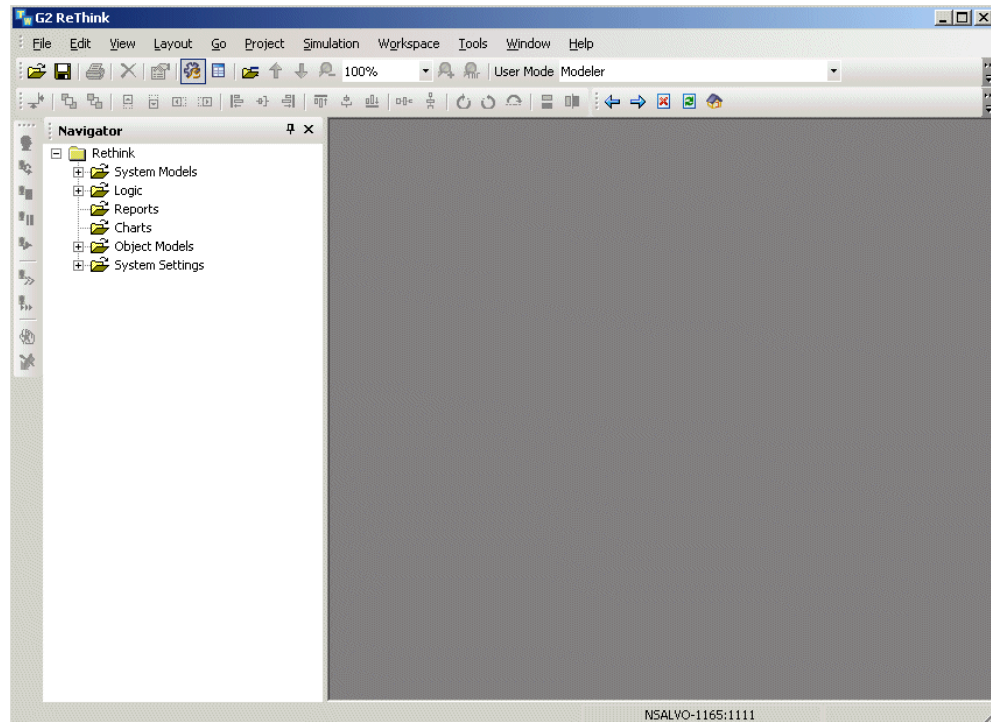 G2 ReThink
File Edit View Layout Go Project Simulation Workspace Tools Window Help
100% User Mode Modeler
Navigator
Rethink
System Models
Logic
Reports
Charts
Object Models
System Settings
NSALVO-1165:1111